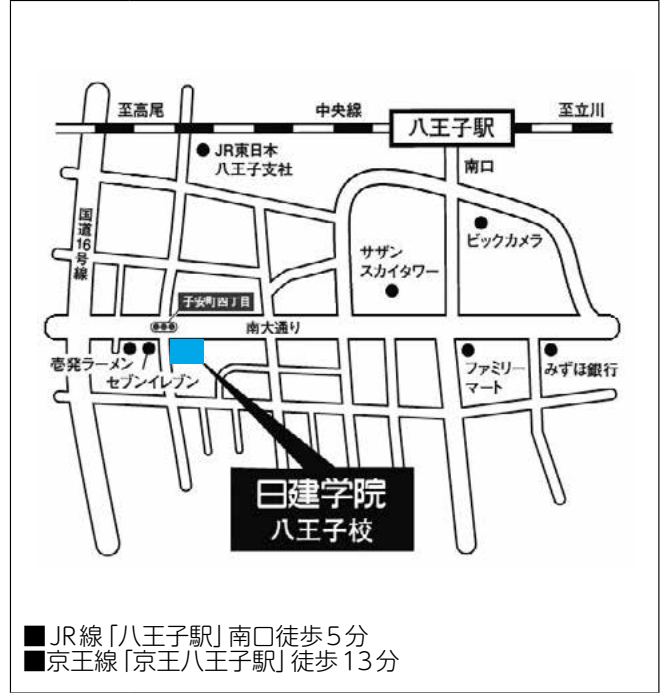 至高尾
中央線
至立川
八王子駅
JR東日本
八王子支社
南口
国道16号線
ビックカメラ
サザン
スカイタワー
子安町四丁目
南大通り
壱発ラーメン
セブンイレブン
ファミリー
マート
みずほ銀行
日建学院
八王子校
■JR線「八王子駅」南口徒歩5分
■京王線「京王八王子駅」徒歩13分